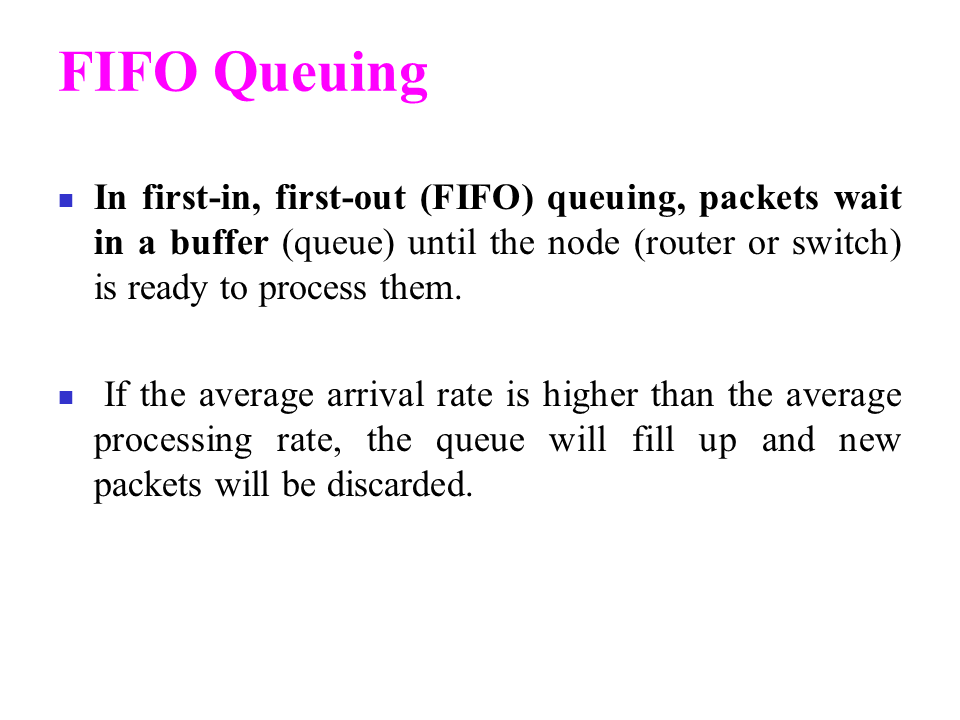 FIFO Queuing
In first-in, first-out (FIFO) queuing, packets wait
in a buffer (queue) until the node (router or switch)
is ready to process them.
If the average arrival rate is higher than the average
processing rate, the queue will fill up and new
packets will be discarded.